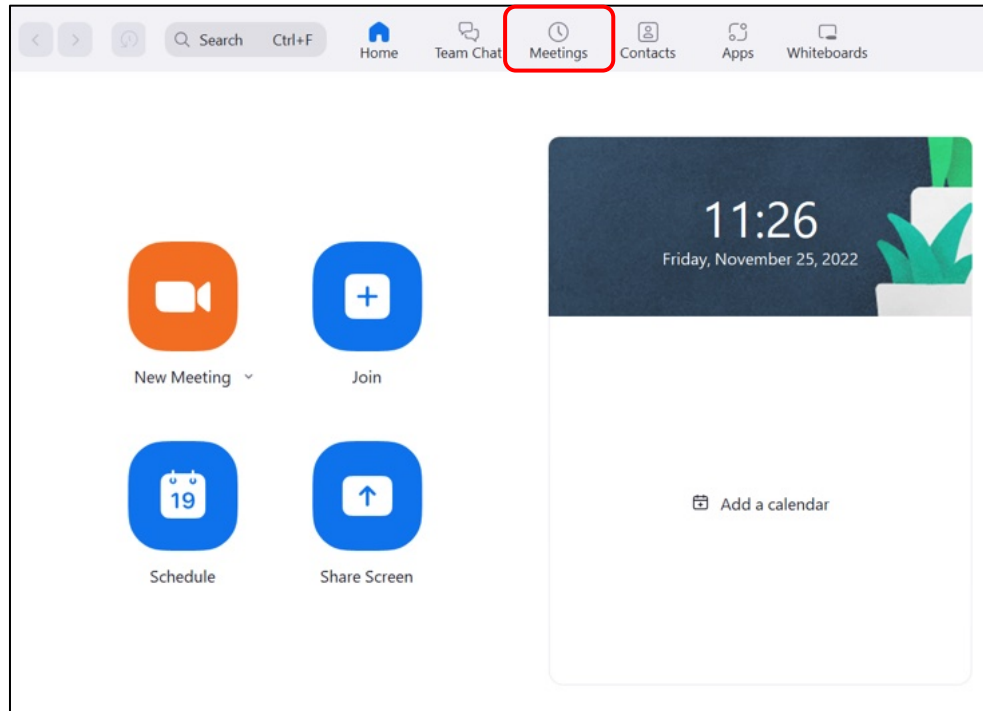 Search Ctrl+F
Home
Team Chat
Meetings
Contacts
Apps
Whiteboards
11:26
Friday, November 25, 2022
New Meeting
Join
19
Schedule
Share Screen
Add a calendar